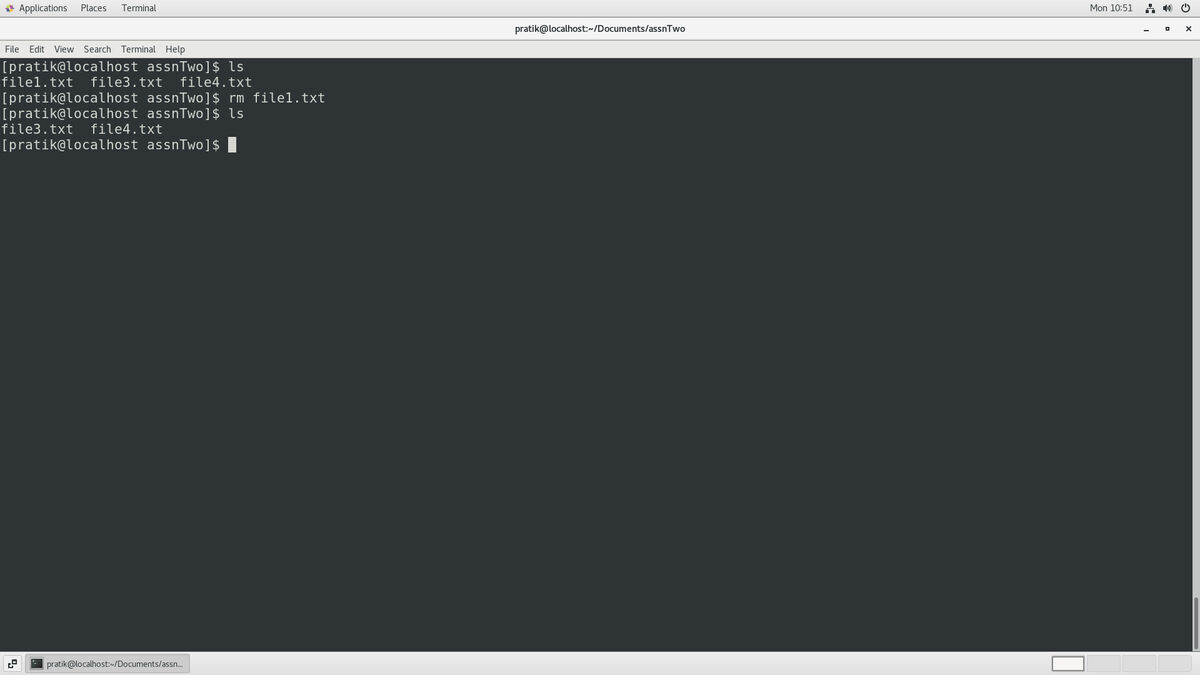 Applications Places Terminal Mon 10:51
pratik@localhost:~/Documents/assnTwo
File Edit View Search Terminal Help
[pratik@localhost assnTwo]$ ls
file1.txt  file3.txt  file4.txt
[pratik@localhost assnTwo]$ rm file1.txt
[pratik@localhost assnTwo]$ ls
file3.txt  file4.txt
[pratik@localhost assnTwo]$
pratik@localhost:~/Documents/assn...